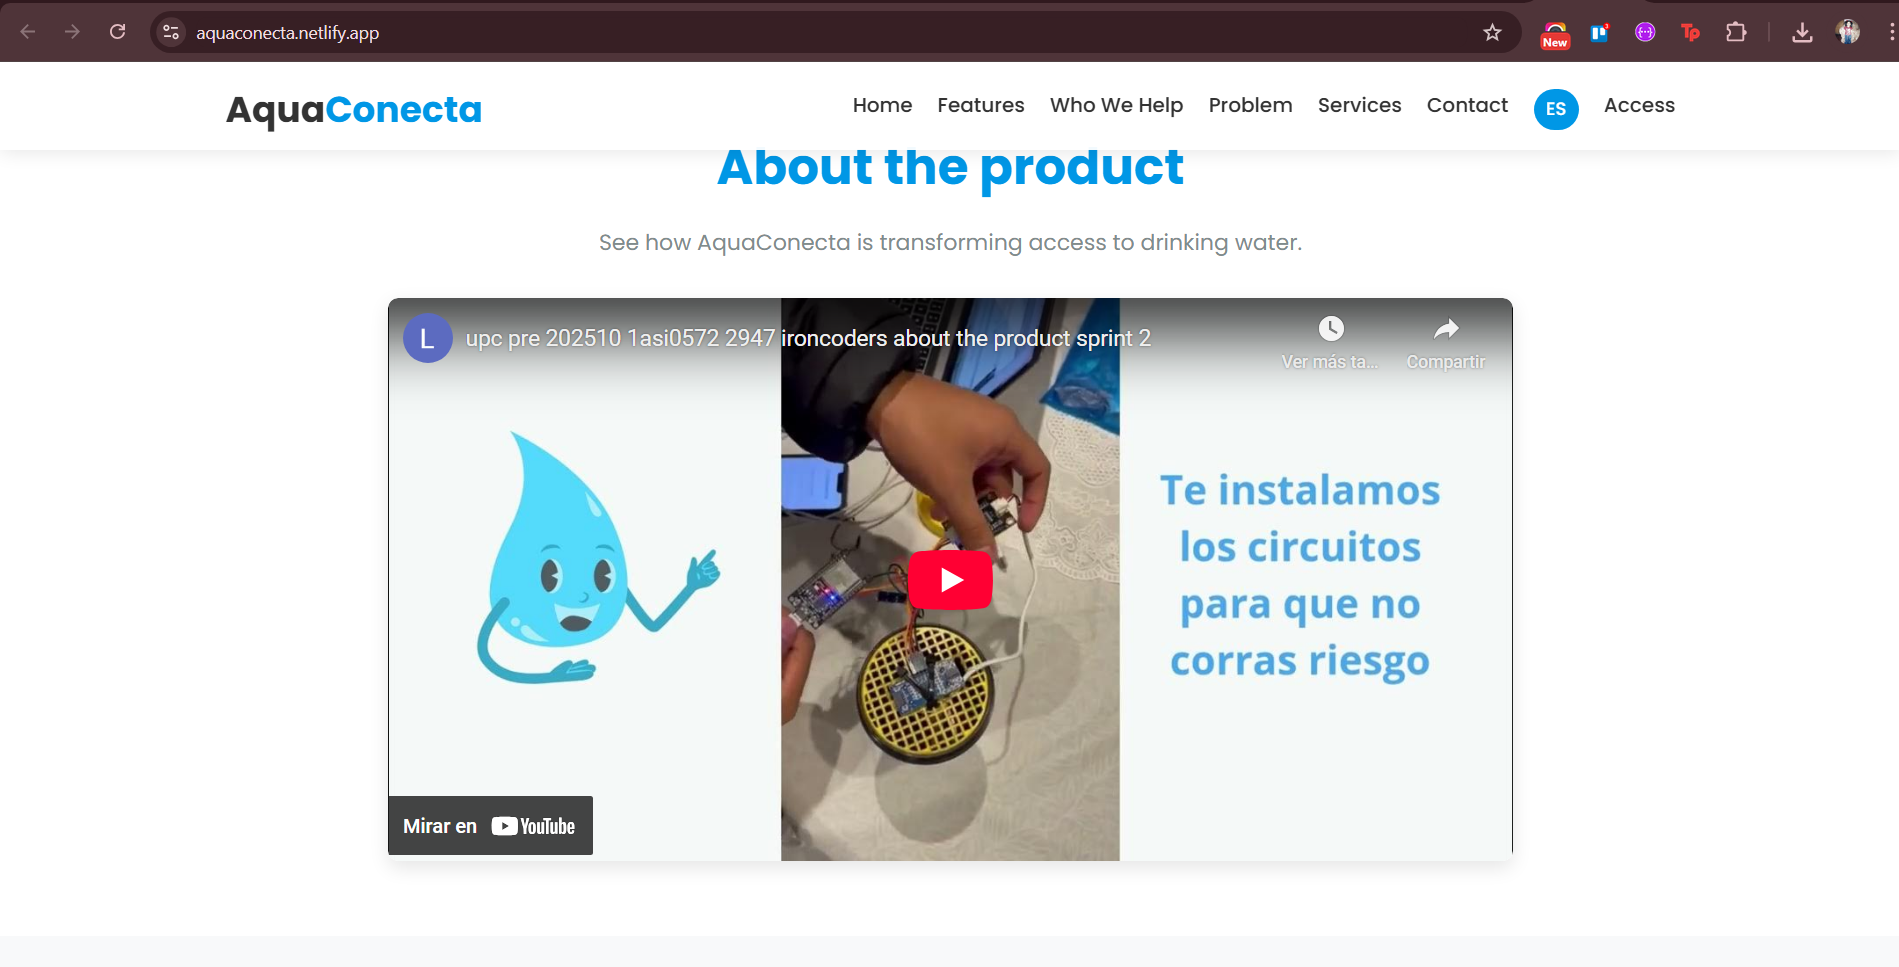 aquaconecta.netlify.app
New
Tp
AquaConecta
Home Features Who We Help Problem Services Contact ES Access
About the product
See how AquaConecta is transforming access to drinking water.
L
upc pre 202510 1asi0572 2947 ironcoders about the product sprint 2
Ver más ta...
Compartir
Te instalamos
los circuitos
para que no
corras riesgo
Mirar en YouTube